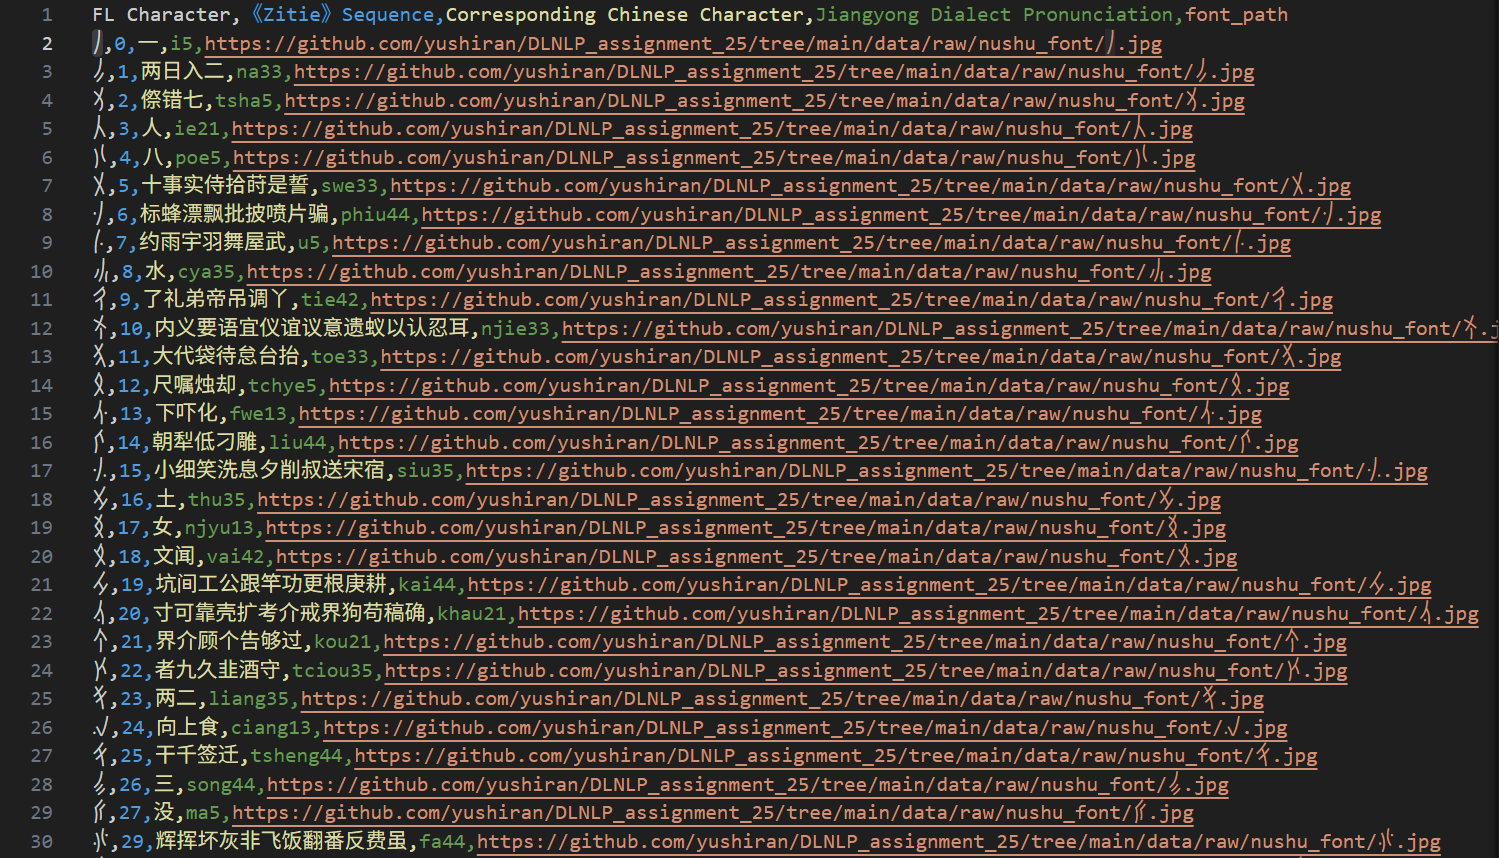 1 FL Character,《Zitie》Sequence,Corresponding Chinese Character,Jiangyong Dialect Pronunciation,font_path
2 ,0,一,i5,https://github.com/yushiran/DLNLP_assignment_25/tree/main/data/raw/nushu_font/.jpg
3 ,1,两日入二,na33,https://github.com/yushiran/DLNLP_assignment_25/tree/main/data/raw/nushu_font/.jpg
4 ,2,傺错七,tsha5,https://github.com/yushiran/DLNLP_assignment_25/tree/main/data/raw/nushu_font/.jpg
5 ,3,人,ie21,https://github.com/yushiran/DLNLP_assignment_25/tree/main/data/raw/nushu_font/.jpg
6 ,4,八,poe5,https://github.com/yushiran/DLNLP_assignment_25/tree/main/data/raw/nushu_font/.jpg
7 ,5,十事实侍拾莳是誓,swe33,https://github.com/yushiran/DLNLP_assignment_25/tree/main/data/raw/nushu_font/.jpg
8 ,6,标蜂漂飘批披喷片骗,phiu44,https://github.com/yushiran/DLNLP_assignment_25/tree/main/data/raw/nushu_font/.jpg
9 ,7,约雨宇羽舞屋武,u5,https://github.com/yushiran/DLNLP_assignment_25/tree/main/data/raw/nushu_font/.jpg
10 ,8,水,cya35,https://github.com/yushiran/DLNLP_assignment_25/tree/main/data/raw/nushu_font/.jpg
11 ,9,了礼弟帝吊调丫,tie42,https://github.com/yushiran/DLNLP_assignment_25/tree/main/data/raw/nushu_font/.jpg
12 ,10,内义要语宜仪谊议意遗蚁以认忍耳,njie33,https://github.com/yushiran/DLNLP_assignment_25/tree/main/data/raw/nushu_font/.j
13 ,11,大代袋待怠台抬,toe33,https://github.com/yushiran/DLNLP_assignment_25/tree/main/data/raw/nushu_font/.jpg
14 ,12,尺嘱烛却,tchye5,https://github.com/yushiran/DLNLP_assignment_25/tree/main/data/raw/nushu_font/.jpg
15 ,13,下吓化,fwe13,https://github.com/yushiran/DLNLP_assignment_25/tree/main/data/raw/nushu_font/.jpg
16 ,14,朝犁低刁雕,liu44,https://github.com/yushiran/DLNLP_assignment_25/tree/main/data/raw/nushu_font/.jpg
17 ,15,小细笑洗息夕削叔送宋宿,siu35,https://github.com/yushiran/DLNLP_assignment_25/tree/main/data/raw/nushu_font/.jpg
18 ,16,土,thu35,https://github.com/yushiran/DLNLP_assignment_25/tree/main/data/raw/nushu_font/.jpg
19 ,17,女,njyu13,https://github.com/yushiran/DLNLP_assignment_25/tree/main/data/raw/nushu_font/.jpg
20 ,18,文闻,vai42,https://github.com/yushiran/DLNLP_assignment_25/tree/main/data/raw/nushu_font/.jpg
21 ,19,坑间工公跟竿功更根庚耕,kai44,https://github.com/yushiran/DLNLP_assignment_25/tree/main/data/raw/nushu_font/.jpg
22 ,20,寸可靠壳扩考介戒界狗苟稿确,khau21,https://github.com/yushiran/DLNLP_assignment_25/tree/main/data/raw/nushu_font/.jpg
23 ,21,界介顾个告够过,kou21,https://github.com/yushiran/DLNLP_assignment_25/tree/main/data/raw/nushu_font/.jpg
24 ,22,者九久韭酒守,tciou35,https://github.com/yushiran/DLNLP_assignment_25/tree/main/data/raw/nushu_font/.jpg
25 ,23,两二,liang35,https://github.com/yushiran/DLNLP_assignment_25/tree/main/data/raw/nushu_font/.jpg
26 ,24,向上食,ciang13,https://github.com/yushiran/DLNLP_assignment_25/tree/main/data/raw/nushu_font/.jpg
27 ,25,干千签迁,tsheng44,https://github.com/yushiran/DLNLP_assignment_25/tree/main/data/raw/nushu_font/.jpg
28 ,26,三,song44,https://github.com/yushiran/DLNLP_assignment_25/tree/main/data/raw/nushu_font/.jpg
29 ,27,没,ma5,https://github.com/yushiran/DLNLP_assignment_25/tree/main/data/raw/nushu_font/.jpg
30 ,29,辉挥坏灰非飞饭翻番反费虽,fa44,https://github.com/yushiran/DLNLP_assignment_25/tree/main/data/raw/nushu_font/.jpg